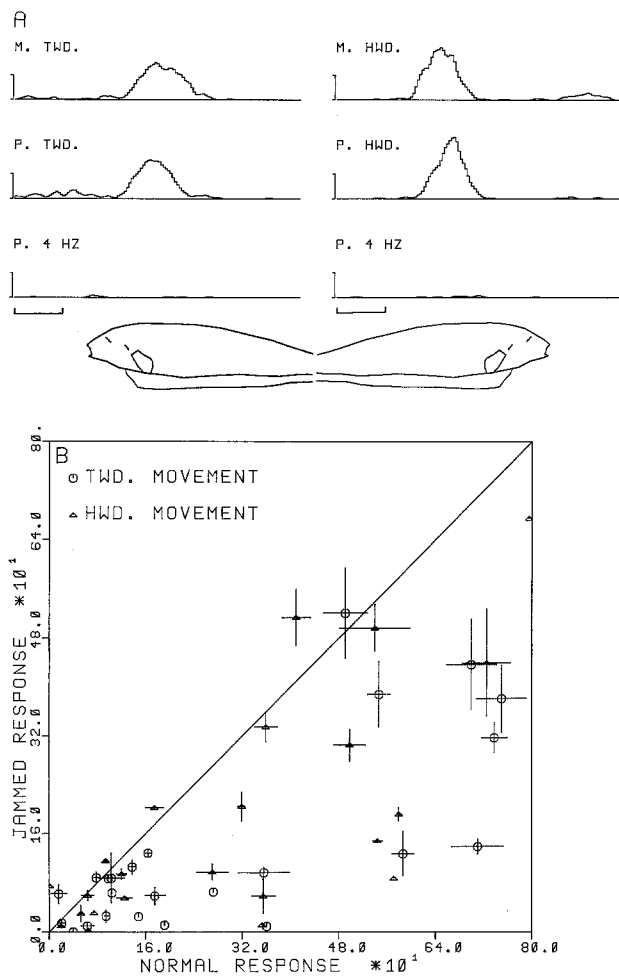 A
M. TWD.
M. HWD.
P. TWD.
P. HWD.
P. 4 HZ
P. 4 HZ
B
TWD. MOVEMENT
HWD. MOVEMENT
80.
64.0
48.0
32.0
16.0
0.0
JAMMED RESPONSE *10¹
0.0 16.0 32.0 48.0 64.0 80.0
NORMAL RESPONSE *10¹